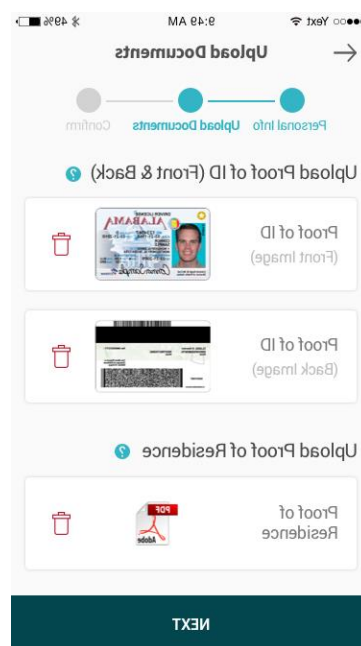 ●●○○○ Yext 9:49 AM 49%
Upload Documents
Personal Info Upload Documents Confirm
Upload Proof of ID (Front & Back) ?
Proof of ID
(Front Image)
DRIVER LICENSE
ALABAMA
Proof of ID
(Back Image)
Upload Proof of Residence ?
Proof of
Residence
PDF
Adobe
NEXT